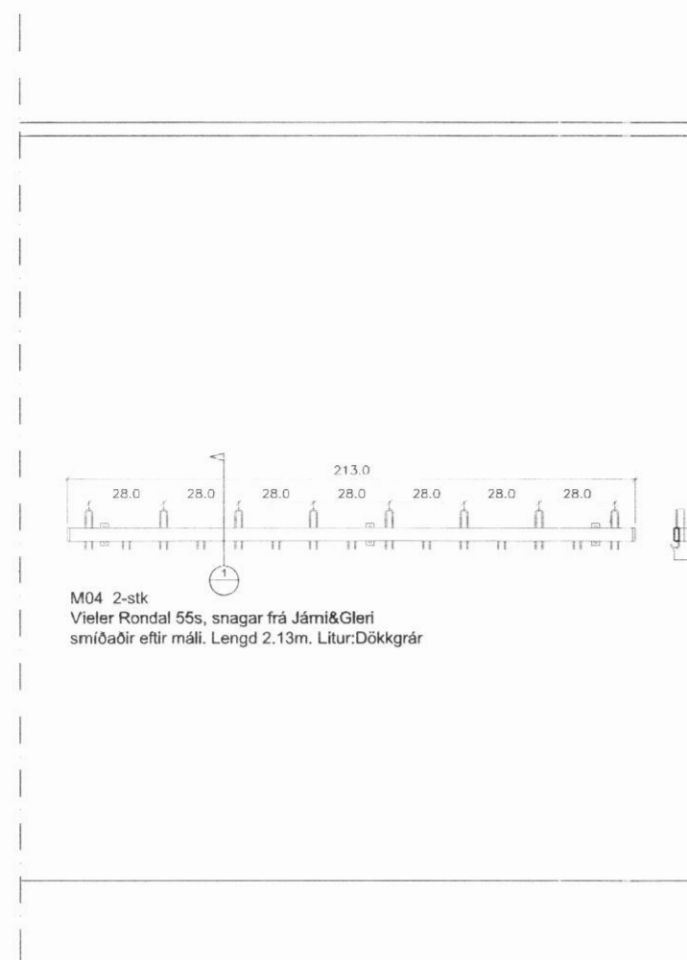 213.0
28.0 28.0 28.0 28.0 28.0 28.0 28.0
1
M04 2-stk
Vieler Rondal 55s, snagar frá Járni&Gleri
smíðaðir eftir máli. Lengd 2.13m. Litur:Dökkgrár